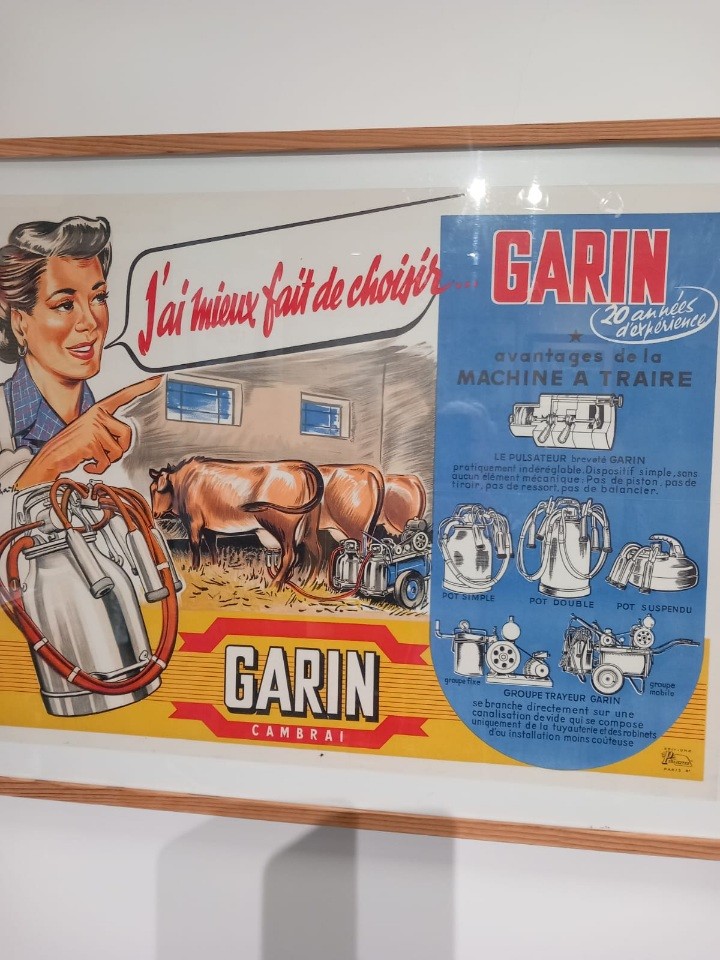 J'ai mieux fait de choisir...
GARIN
20 années
d'expérience
avantages de la
MACHINE A TRAIRE
LE PULSATEUR breveté GARIN
pratiquement indéréglable. Dispositif simple, sans
aucun élément mécanique: Pas de piston, pas de
tiroir, pas de ressort, pas de balancier.
POT SIMPLE
POT DOUBLE
POT SUSPENDU
groupe fixe
groupe
mobile
GROUPE TRAYEUR GARIN
se branche directement sur une
canalisation de vide qui se compose
uniquement de la tuyauterie et des robinets
d'ou installation moins coûteuse
GARIN
CAMBRAI
PARIS